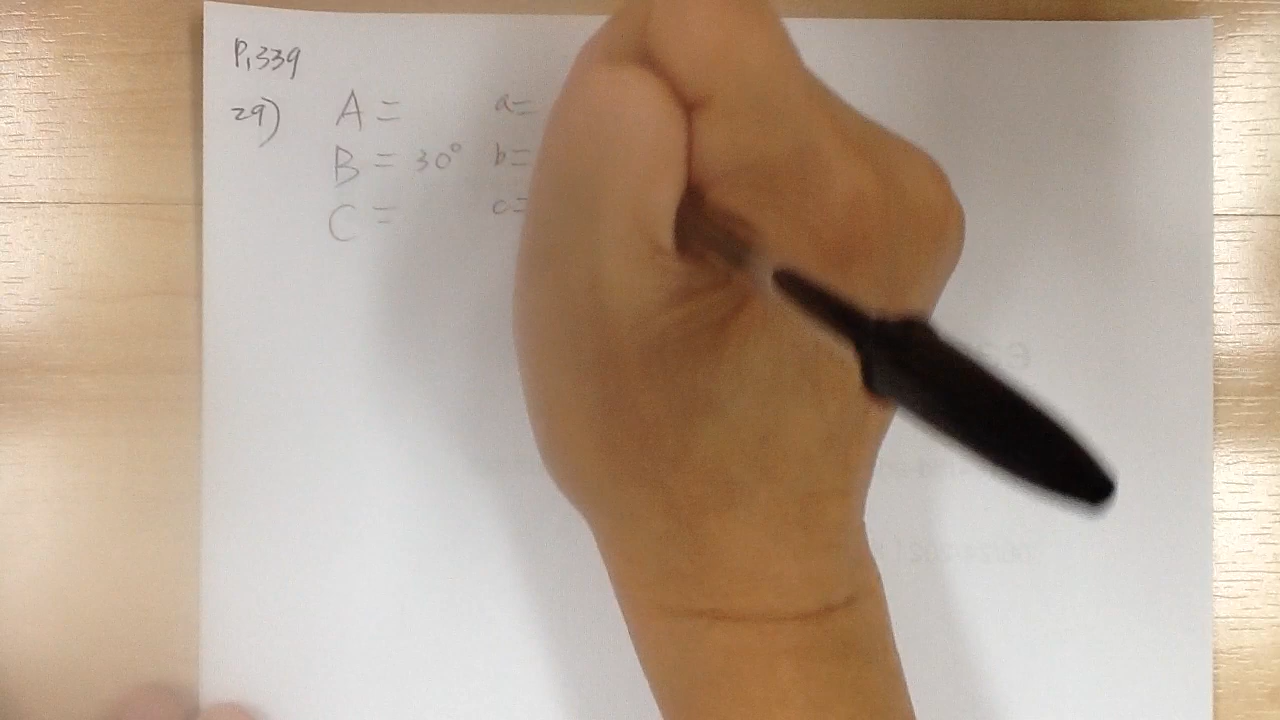 P.339
29) A = a=
B = 30° b=
C = c=